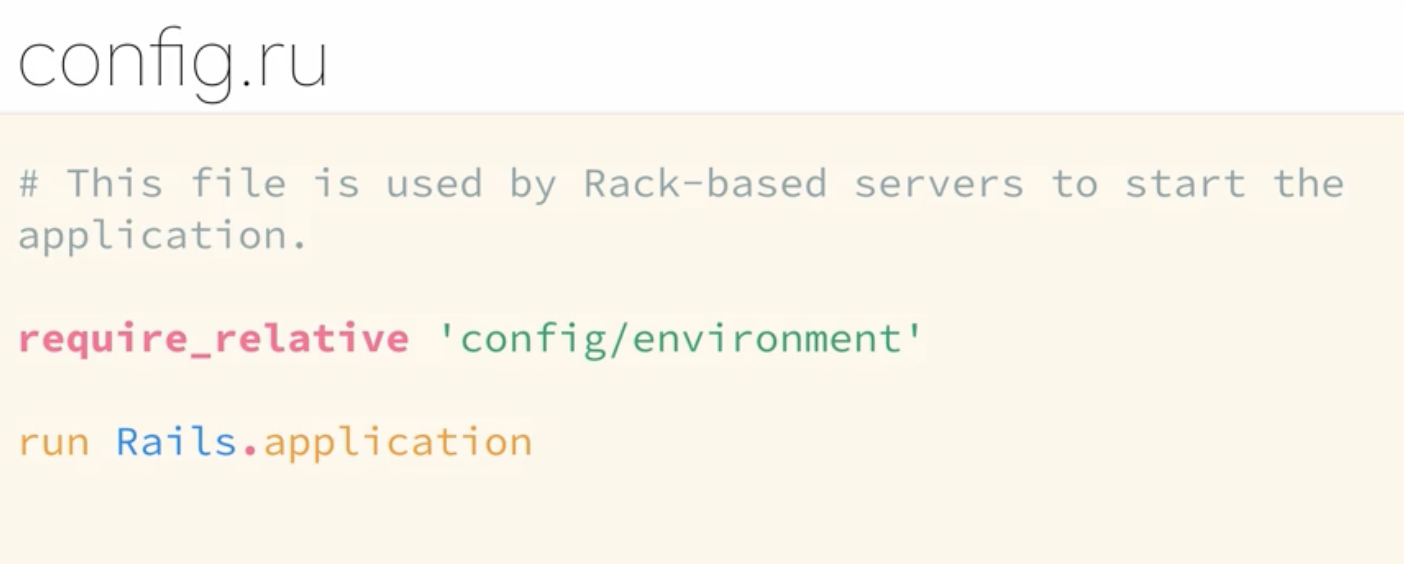 config.ru
# This file is used by Rack-based servers to start the
application.
require_relative 'config/environment'
run Rails.application